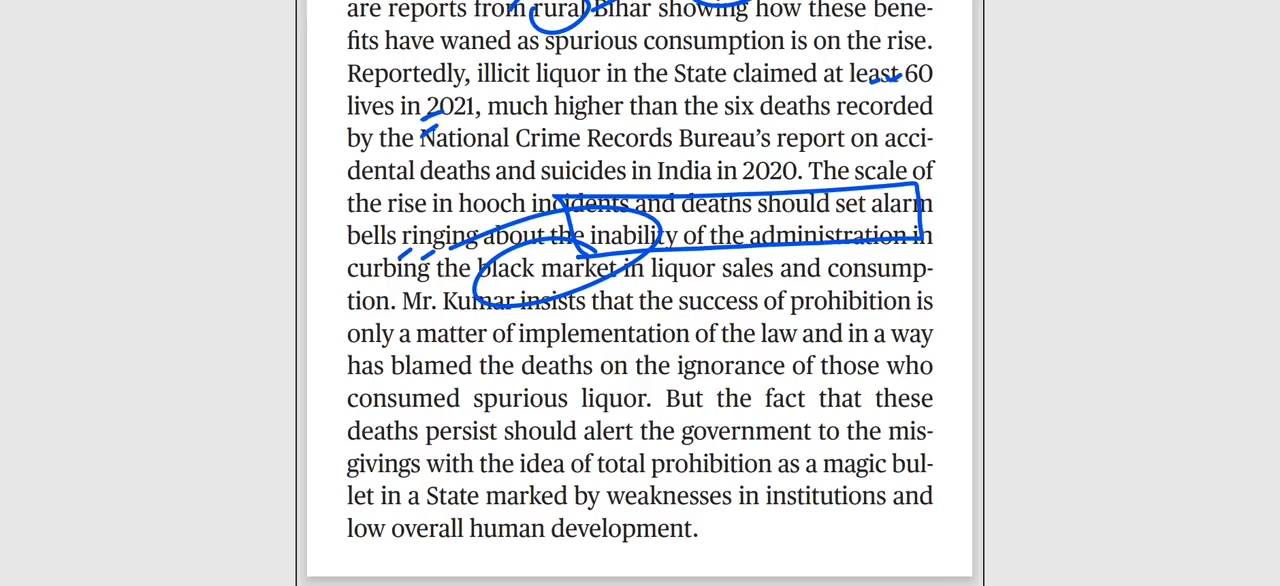 are reports from rural Bihar showing how these bene-
fits have waned as spurious consumption is on the rise.
Reportedly, illicit liquor in the State claimed at least 60
lives in 2021, much higher than the six deaths recorded
by the National Crime Records Bureau’s report on acci-
dental deaths and suicides in India in 2020. The scale of
the rise in hooch incidents and deaths should set alarm
bells ringing about the inability of the administration in
curbing the black market in liquor sales and consump-
tion. Mr. Kumar insists that the success of prohibition is
only a matter of implementation of the law and in a way
has blamed the deaths on the ignorance of those who
consumed spurious liquor. But the fact that these
deaths persist should alert the government to the mis-
givings with the idea of total prohibition as a magic bul-
let in a State marked by weaknesses in institutions and
low overall human development.